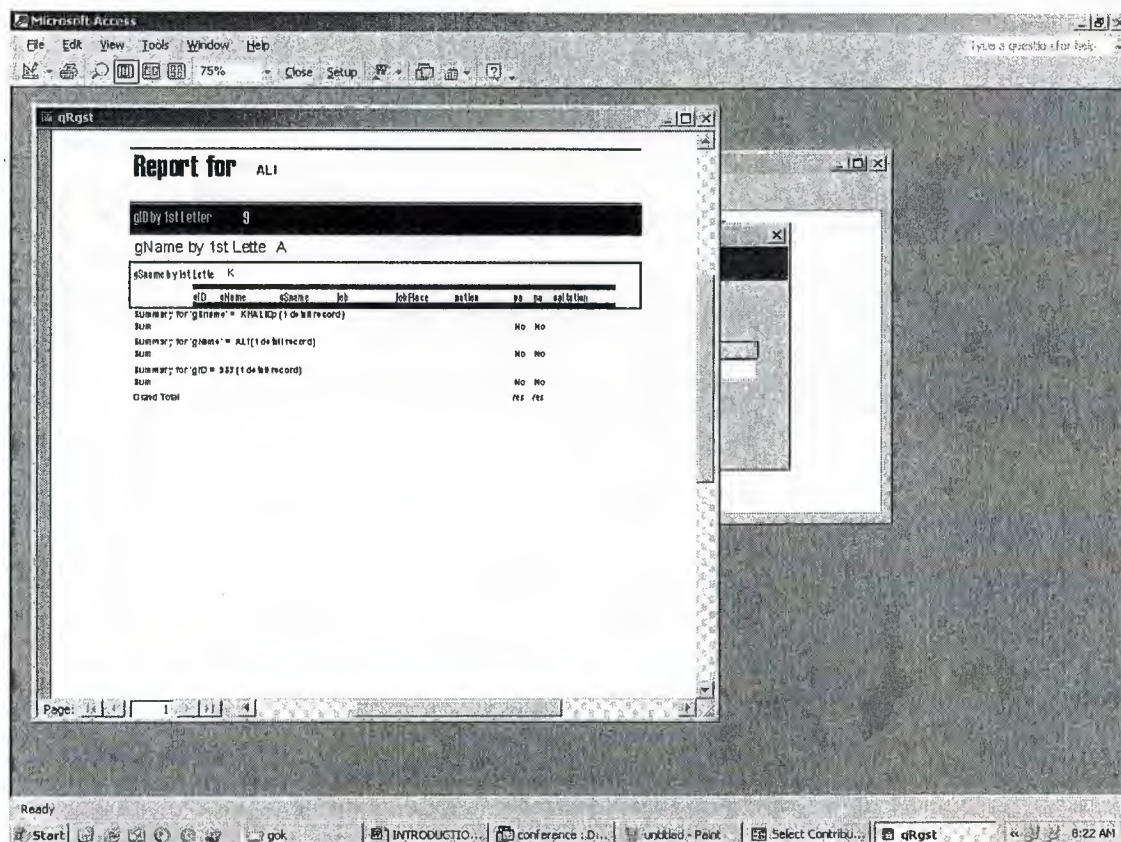 Microsoft Access
File Edit View Tools Window Help
Type a question for help
75% Close Setup
qRgst
Report for ALI
gID by 1st Letter 9
gName by 1st Lette A
gSname by 1st Lette K
gID gName gSname job jobPlace nation pa pa
Summary for 'gSname' = (1 detail record)
Sum No No
Summary for 'gName' = ALI (1 detail record)
Sum No No
Summary for 'gID' = (1 detail record)
Sum No No
Grand Total Yes Yes
Page: 1
Ready
Start gok INTRODUCTIO... conference : D... untitled - Paint Select Contribu... qRgst « 8:22 AM